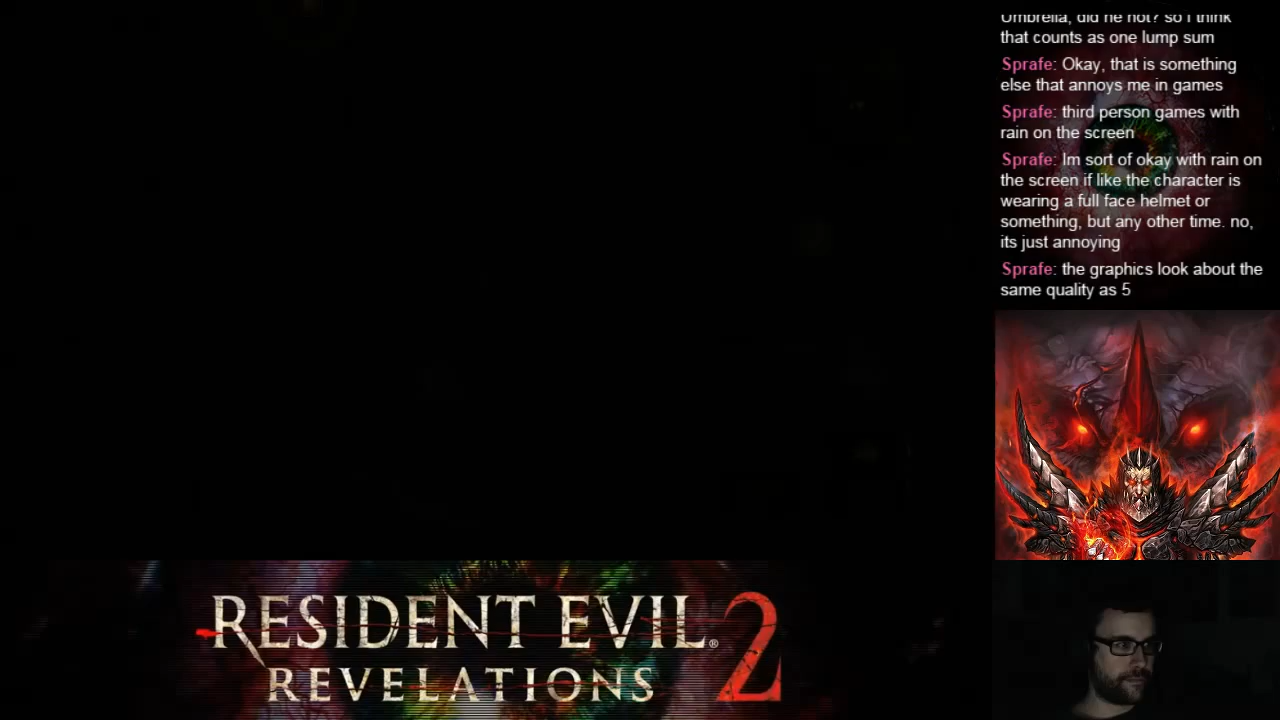 Umbrella, did he not? so i think
that counts as one lump sum
Sprafe: Okay, that is something
else that annoys me in games
Sprafe: third person games with
rain on the screen
Sprafe: Im sort of okay with rain on
the screen if like the character is
wearing a full face helmet or
something, but any other time. no,
its just annoying
Sprafe: the graphics look about the
same quality as 5
RESIDENT EVIL® 2
REVELATIONS